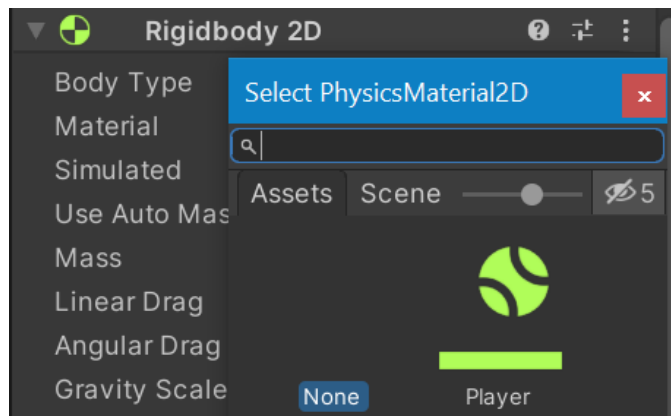 Rigidbody 2D
Body Type
Material
Simulated
Use Auto Mas
Mass
Linear Drag
Angular Drag
Gravity Scale
Select PhysicsMaterial2D
x
Assets Scene 5
None Player